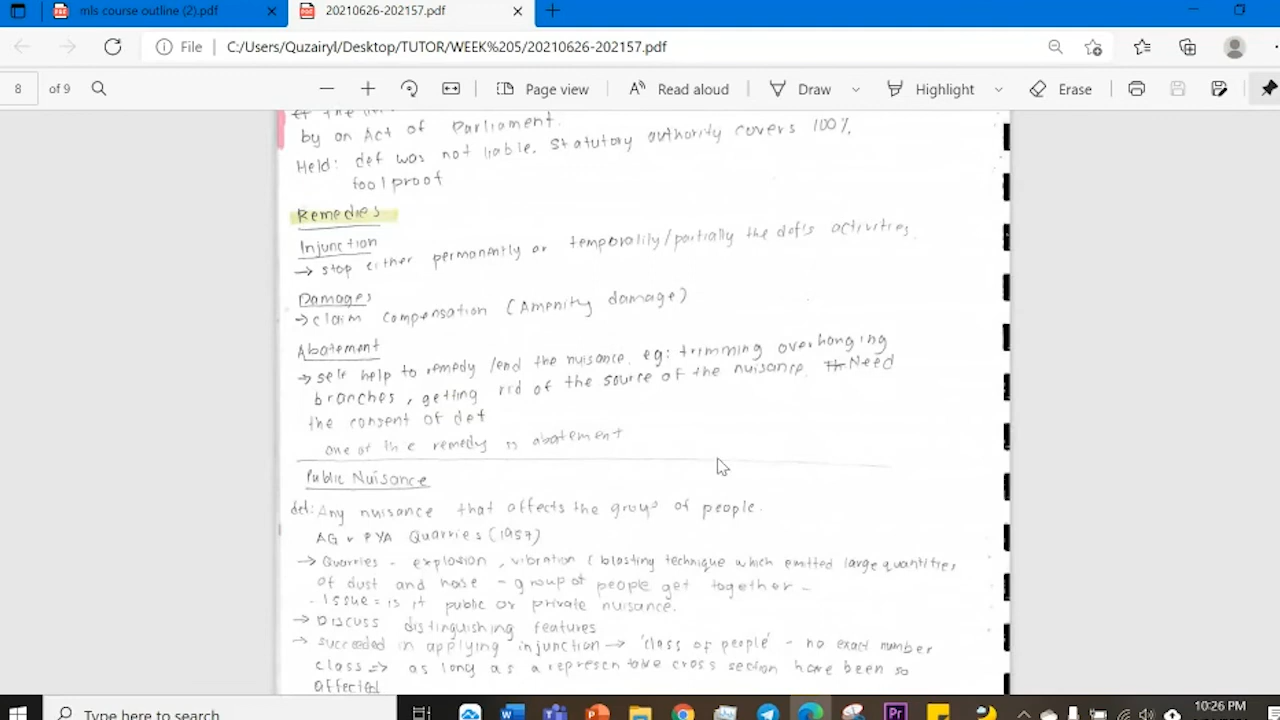 mls course outline (2).pdf
20210626-202157.pdf
File C:/Users/Quzairyl/Desktop/TUTOR/WEEK%205/20210626-202157.pdf
8 of 9 Page view Read aloud Draw Highlight Erase
by an Act of Parliament.
Held: def was not liable. Statutory authority covers 100%.
foolproof
Remedies
Injunction
→ stop either permanantly or temporalily/partially the def's activities.
Damages
→ claim compensation (Amenity damage)
Abatement
→ self help to remedy /end the nuisance. eg: trimming overhanging
branches, getting rid of the source of the nuisance. Need
the consent of def
one of the remedy is abatement
Public Nuisance
def: Any nuisance that affects the group of people.
AG v PYA Quarries (1957)
→ Quarries - explosion, vibration (blasting technique which emitted large quantities
of dust and noise - group of people get together -
- Issue = is it public or private nuisance.
→ Discuss distinguishing features
→ succeeded in applying injunction → 'class of people' - no exact number
class => as long as a representative cross section have been so
affected
Type here to search
10:26 PM